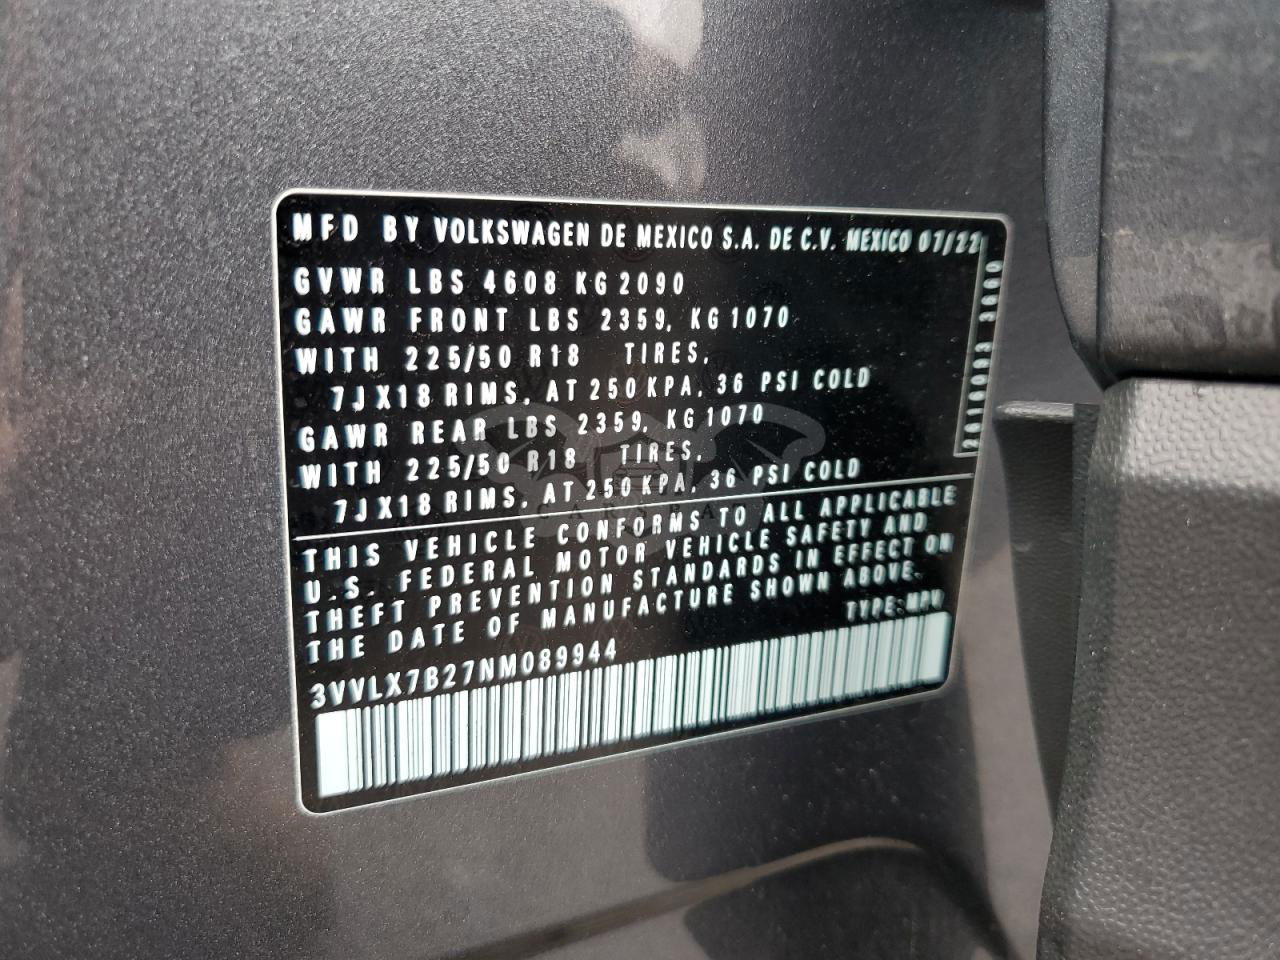 MFD BY VOLKSWAGEN DE MEXICO S.A. DE C.V. MEXICO 07/22
GVWR LBS 4608 KG 2090
GAWR FRONT LBS 2359, KG 1070
WITH 225/50 R18 TIRES,
7JX18 RIMS, AT 250 KPA, 36 PSI COLD
GAWR REAR LBS 2359, KG 1070
WITH 225/50 R18 TIRES,
7JX18 RIMS, AT 250 KPA, 36 PSI COLD
THIS VEHICLE CONFORMS TO ALL APPLICABLE
U.S. FEDERAL MOTOR VEHICLE SAFETY AND
THEFT PREVENTION STANDARDS IN EFFECT ON
THE DATE OF MANUFACTURE SHOWN ABOVE.
TYPE: MPV
3VVLX7B27NM089944